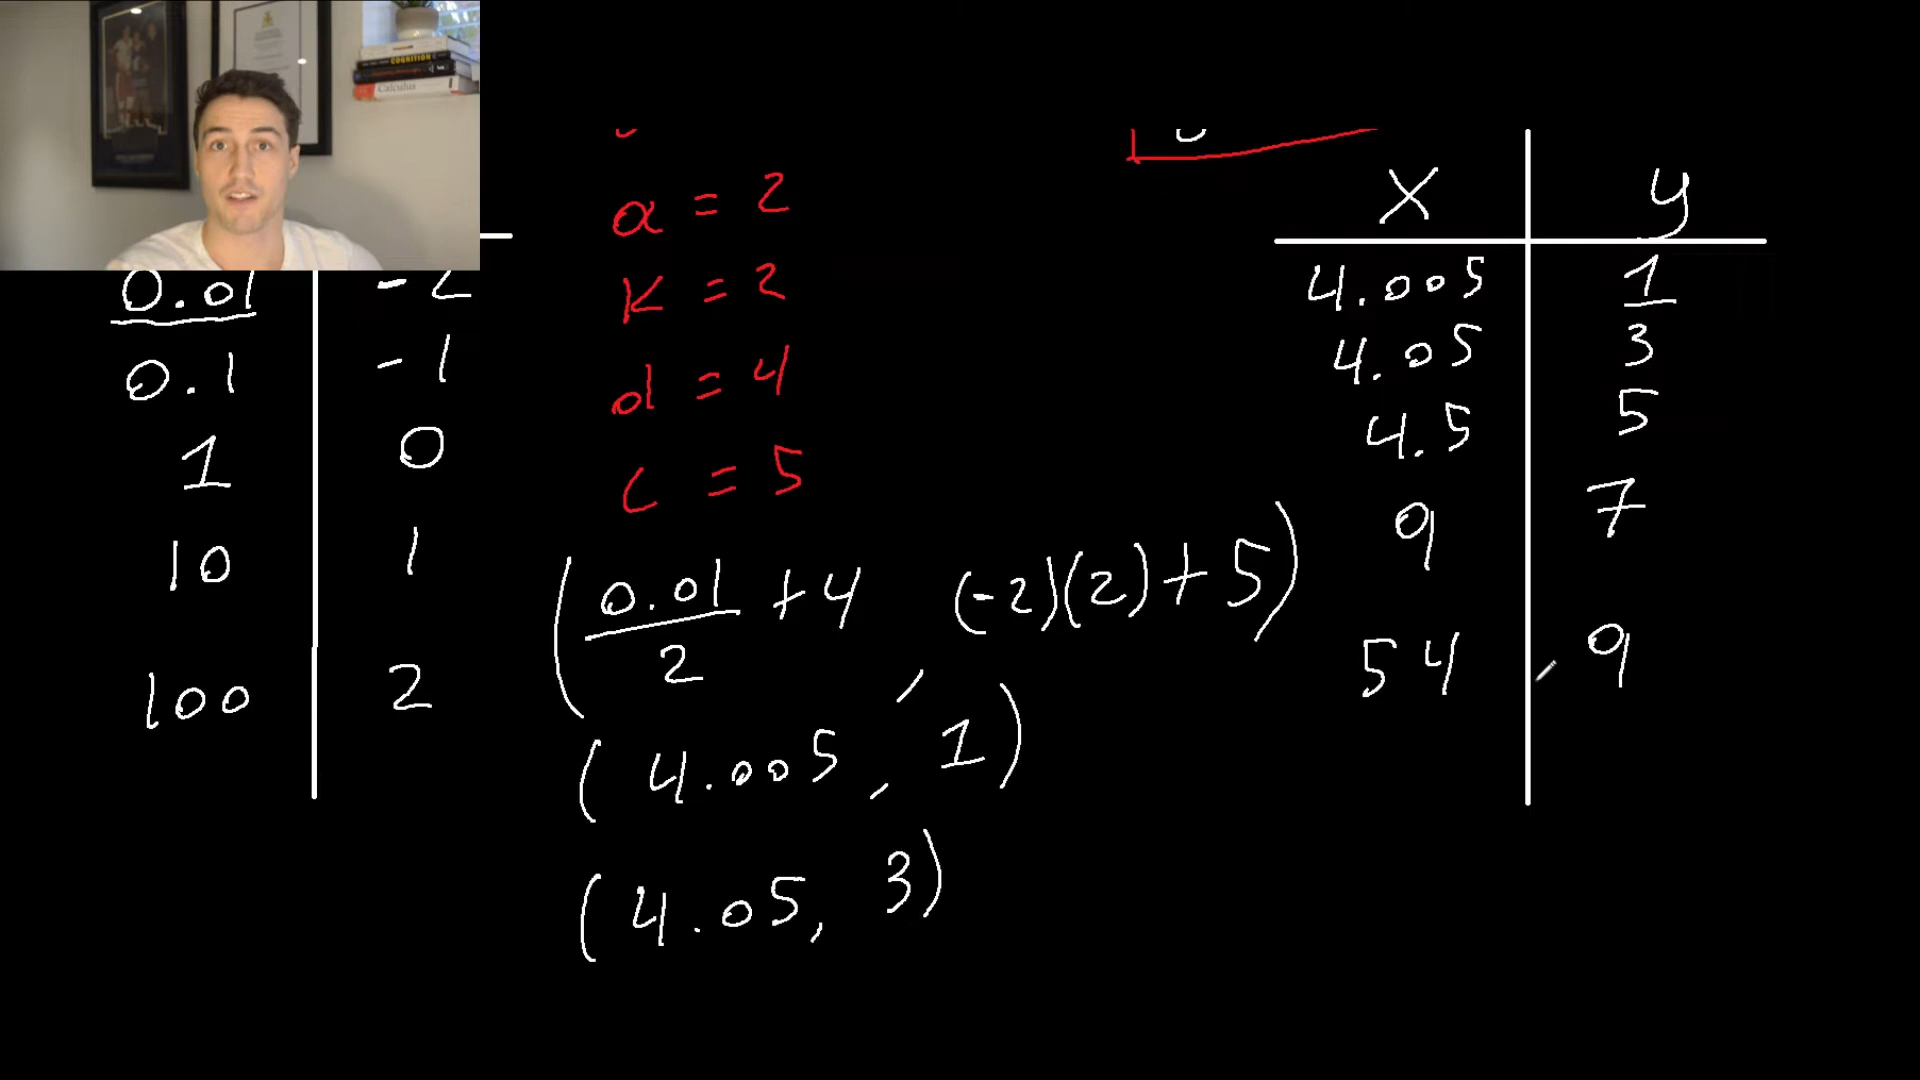 COGNITION
Calculus
a = 2
k = 2
d = 4
c = 5
0.01 -2
0.1 -1
1 0
10 1
100 2
( 0.01/2 + 4 , (-2)(2) + 5 )
( 4.005 , 1 )
( 4.05, 3 )
x y
4.005 1
4.05 3
4.5 5
9 7
54 9